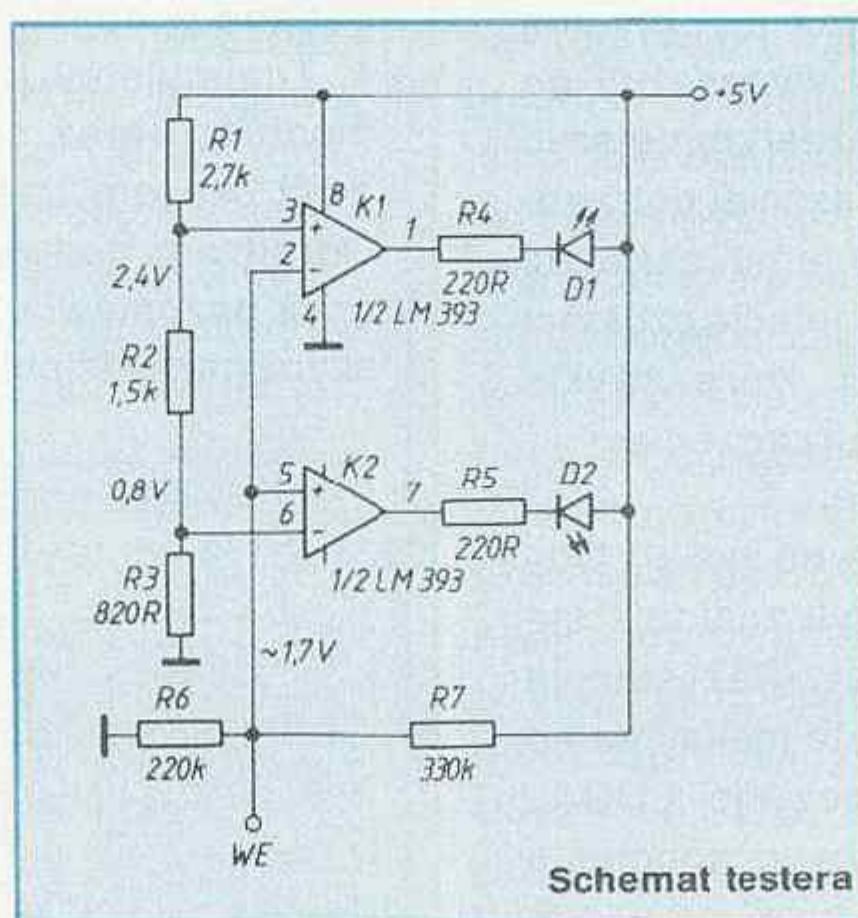 +5V
R1
2,7k
3
+
8
K1
1
R4
2
-
220R
D1
4
1/2 LM 393
2,4V
R2
1,5k
0,8V
5
+
K2
7
R5
D2
6
-
220R
1/2 LM 393
R3
820R
~1,7V
R6
220k
R7
330k
WE
Schemat testera